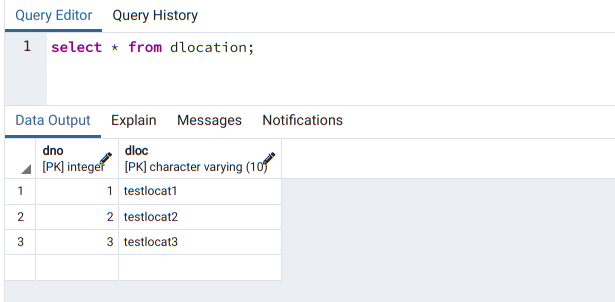 Query Editor Query History
1 select * from dlocation;
Data Output Explain Messages Notifications
dno dloc
[PK] integer [PK] character varying (10)
1 1 testlocat1
2 2 testlocat2
3 3 testlocat3